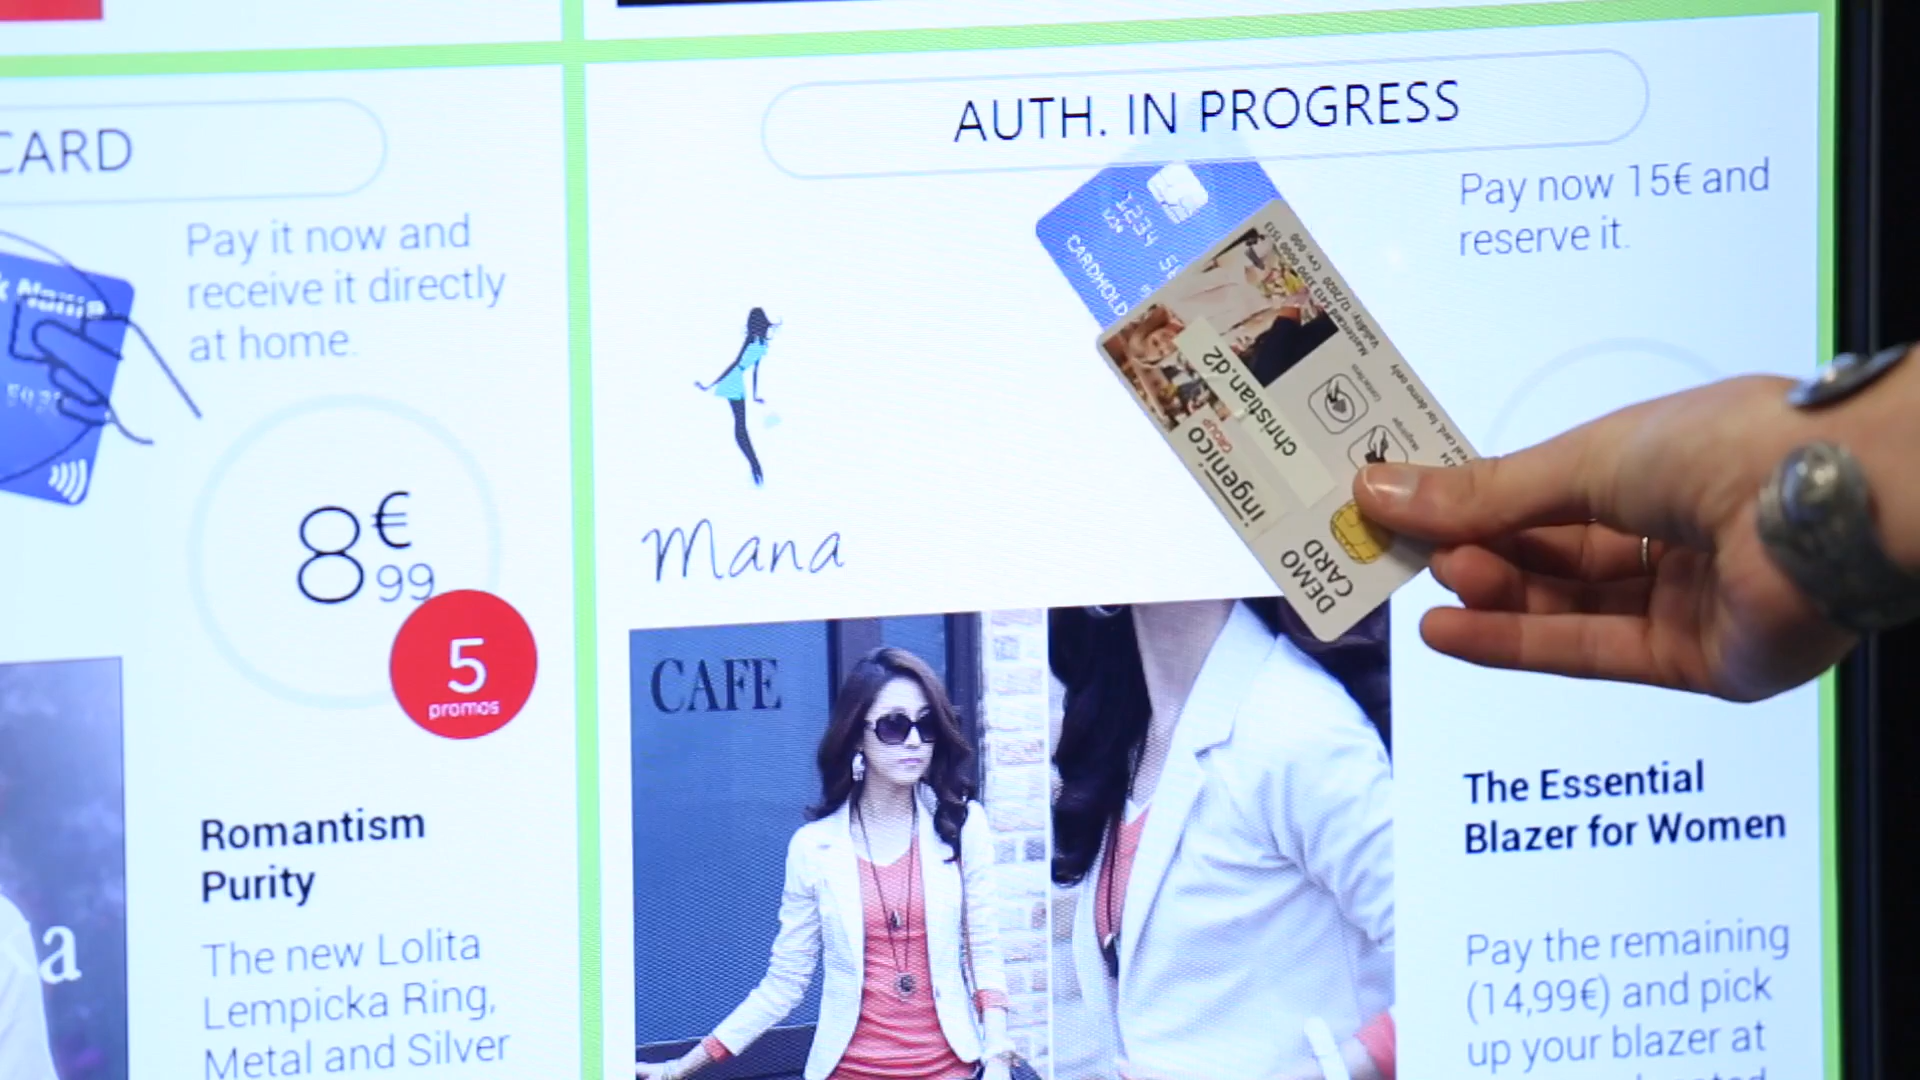 CARD
Pay it now and
receive it directly
at home.
8€
99
5
promos
Romantism
Purity
The new Lolita
Lempicka Ring,
Metal and Silver
a
AUTH. IN PROGRESS
Pay now 15€ and
reserve it.
1234
CARDHOLD
christian.d2
ingenico
GROUP
DEMO
CARD
Mana
CAFE
The Essential
Blazer for Women
Pay the remaining
(14,99€) and pick
up your blazer at